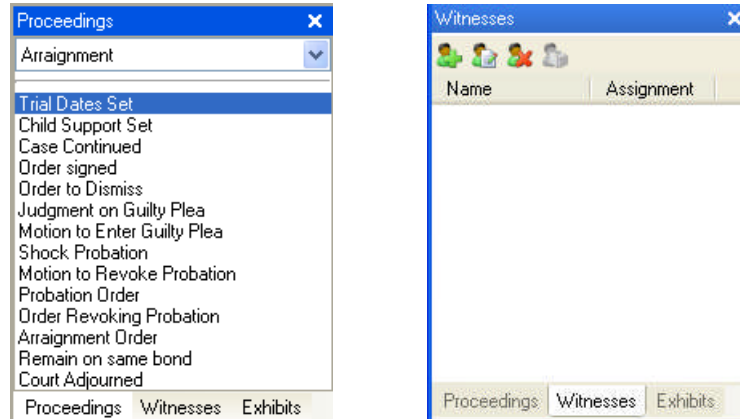 Proceedings
Arraignment
Trial Dates Set
Child Support Set
Case Continued
Order signed
Order to Dismiss
Judgment on Guilty Plea
Motion to Enter Guilty Plea
Shock Probation
Motion to Revoke Probation
Probation Order
Order Revoking Probation
Arraignment Order
Remain on same bond
Court Adjourned
Proceedings Witnesses Exhibits
Witnesses
Name Assignment
Proceedings Witnesses Exhibits